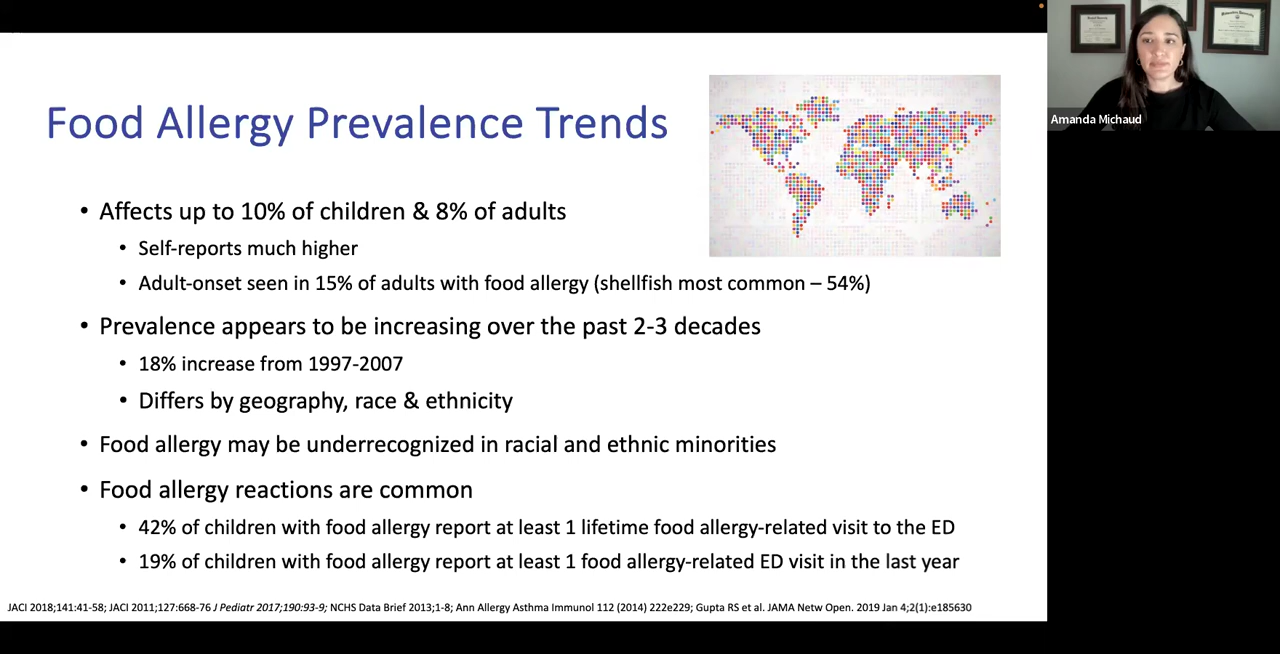 Food Allergy Prevalence Trends
• Affects up to 10% of children & 8% of adults
• Self-reports much higher
• Adult-onset seen in 15% of adults with food allergy (shellfish most common – 54%)
• Prevalence appears to be increasing over the past 2-3 decades
• 18% increase from 1997-2007
• Differs by geography, race & ethnicity
• Food allergy may be underrecognized in racial and ethnic minorities
• Food allergy reactions are common
• 42% of children with food allergy report at least 1 lifetime food allergy-related visit to the ED
• 19% of children with food allergy report at least 1 food allergy-related ED visit in the last year
JACI 2018;141:41-58; JACI 2011;127:668-76 J Pediatr 2017;190:93-9; NCHS Data Brief 2013;1-8; Ann Allergy Asthma Immunol 112 (2014) 222e229; Gupta RS et al. JAMA Netw Open. 2019 Jan 4;2(1):e185630
Amanda Michaud